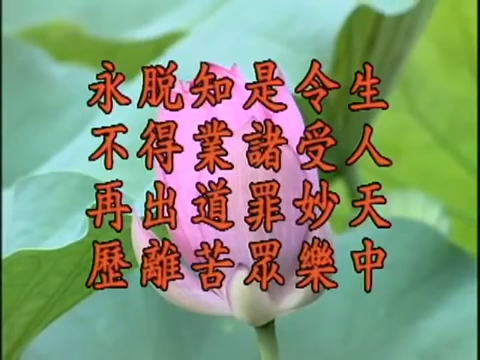 生人天中
令受妙樂
是諸罪眾
知業道苦
脫得出離
永不再歷